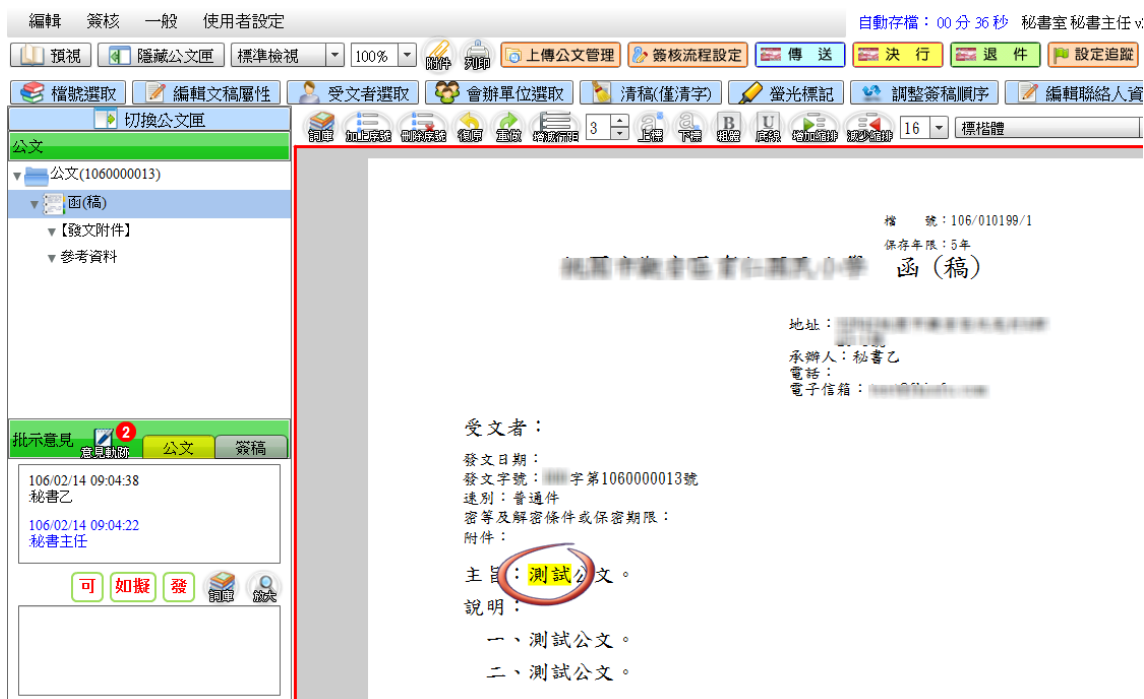 編輯 簽核 一般 使用者設定 自動存檔：00 分 36 秒 秘書室 秘書主任
預視 隱藏公文匣 標準檢視 100% 附件 列印 上傳公文管理 簽核流程設定 傳 送 決 行 退 件 設定追蹤
檔號選取 編輯文稿屬性 受文者選取 會辦單位選取 清稿(僅清字) 螢光標記 調整簽稿順序 編輯聯絡人資
切換公文匣
詞庫 加上序號 刪除序號 復原 重做 增減行距 3 上標 下標 B 粗體 U 底線 增加縮排 減少縮排 16 標楷體
公文
公文(1060000013)
函(稿)
【發文附件】
參考資料
檔 號：106/010199/1
保存年限：5年
函（稿）
地址：
承辦人：秘書乙
電話：
電子信箱：
批示意見 意見軌跡 2 公文 簽稿
106/02/14 09:04:38
:秘書乙
106/02/14 09:04:22
:秘書主任
可 如擬 發 詞庫 放大
受文者：
發文日期：
發文字號： 字第1060000013號
速別：普通件
密等及解密條件或保密期限：
附件：
主旨：測試公文。
說明：
一、測試公文。
二、測試公文。